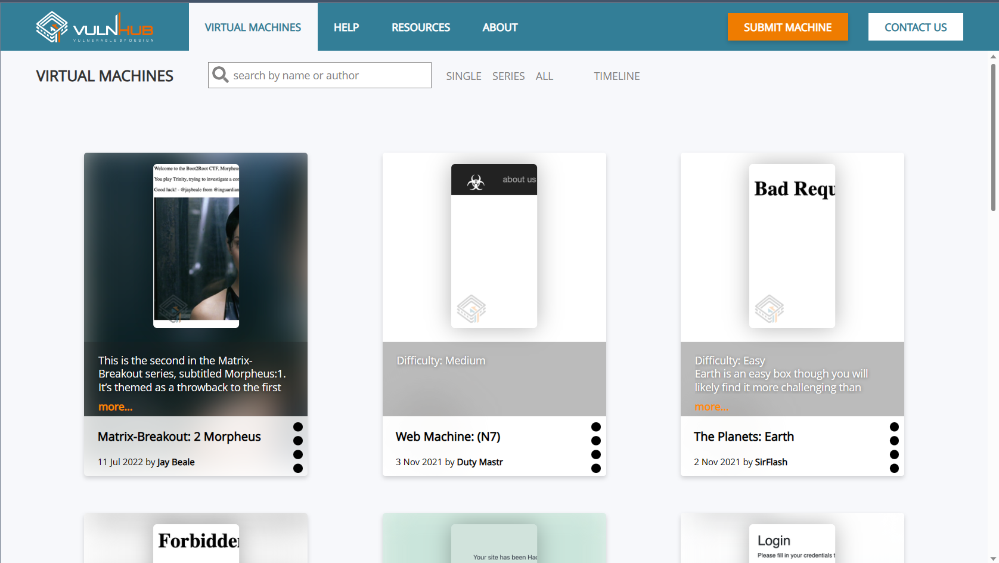 VULNHUB
VULNERABLE BY DESIGN
VIRTUAL MACHINES
HELP
RESOURCES
ABOUT
SUBMIT MACHINE
CONTACT US
VIRTUAL MACHINES
search by name or author
SINGLE
SERIES
ALL
TIMELINE
Welcome to the Boot2Root CTF, Morpheus
You play Trinity, trying to investigate a
Good luck! - @jaybeale from @inguardian
This is the second in the Matrix-
Breakout series, subtitled Morpheus:1.
It's themed as a throwback to the first
more...
Matrix-Breakout: 2 Morpheus
11 Jul 2022 by Jay Beale
about us
Difficulty: Medium
Web Machine: (N7)
3 Nov 2021 by Duty Mastr
Bad Requ
Difficulty: Easy
Earth is an easy box though you will
likely find it more challenging than
more...
The Planets: Earth
2 Nov 2021 by SirFlash
Forbidde
Your site has been Hac
Login
Please fill in your credentials t